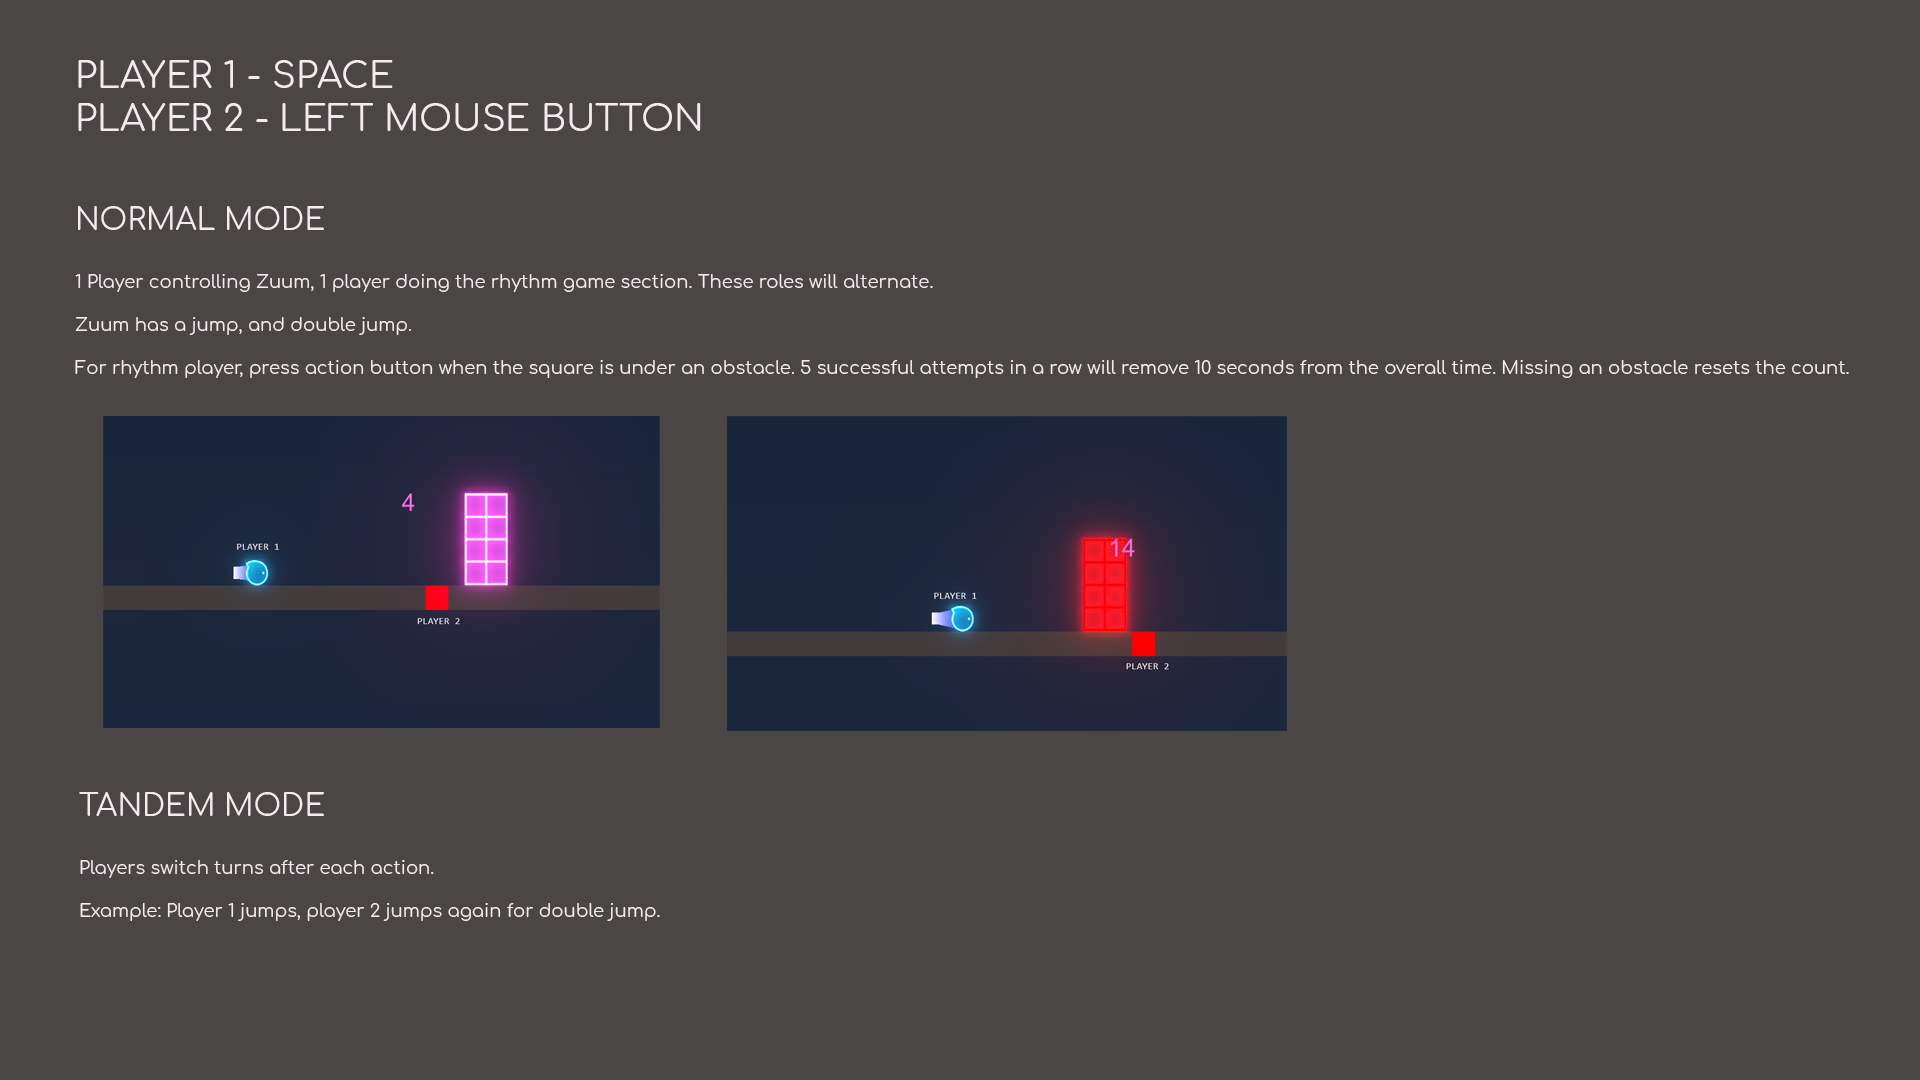 PLAYER 1 - SPACE
PLAYER 2 - LEFT MOUSE BUTTON
NORMAL MODE
1 Player controlling Zuum, 1 player doing the rhythm game section. These roles will alternate.
Zuum has a jump, and double jump.
For rhythm player, press action button when the square is under an obstacle. 5 successful attempts in a row will remove 10 seconds from the overall time. Missing an obstacle resets the count.
4
PLAYER 1
PLAYER 2
14
PLAYER 1
PLAYER 2
TANDEM MODE
Players switch turns after each action.
Example: Player 1 jumps, player 2 jumps again for double jump.